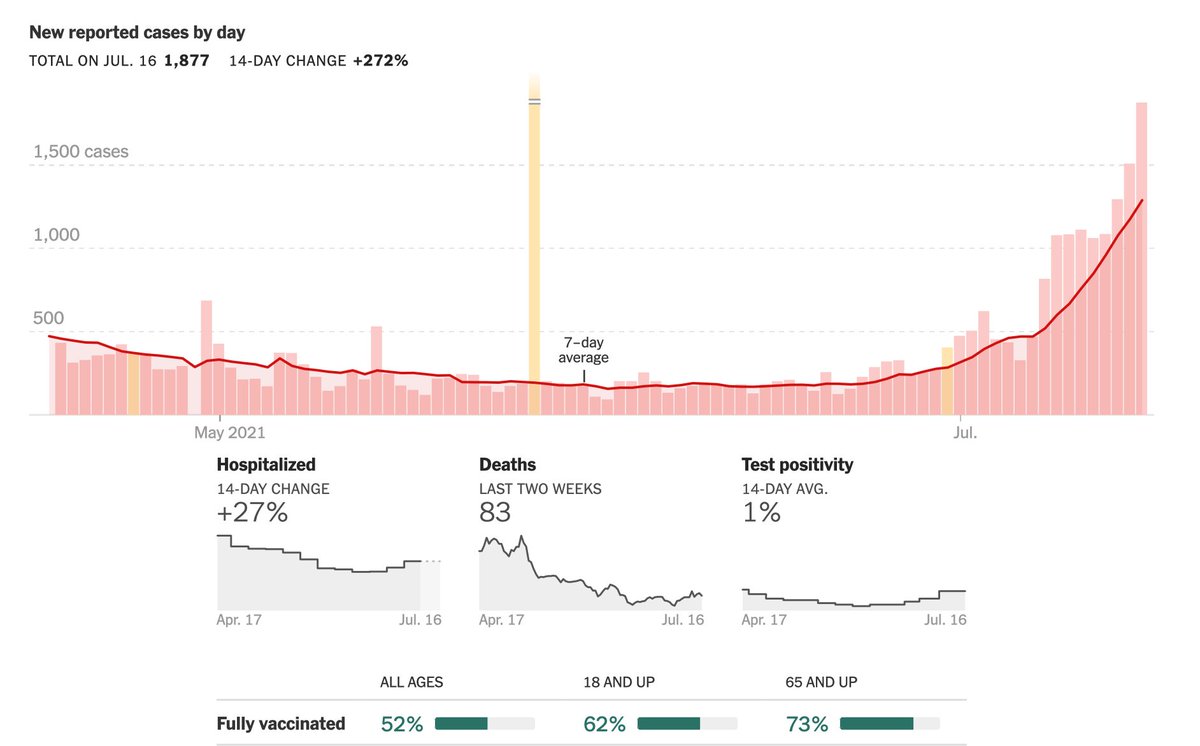 New reported cases by day
TOTAL ON JUL. 16 1,877 14-DAY CHANGE +272%
1,500 cases
1,000
500
7–day
average
May 2021
Jul.
Hospitalized
14-DAY CHANGE
+27%
Apr. 17
Jul. 16
Deaths
LAST TWO WEEKS
83
Apr. 17
Jul. 16
Test positivity
14-DAY AVG.
1%
Apr. 17
Jul. 16
ALL AGES 18 AND UP 65 AND UP
Fully vaccinated 52% 62% 73%